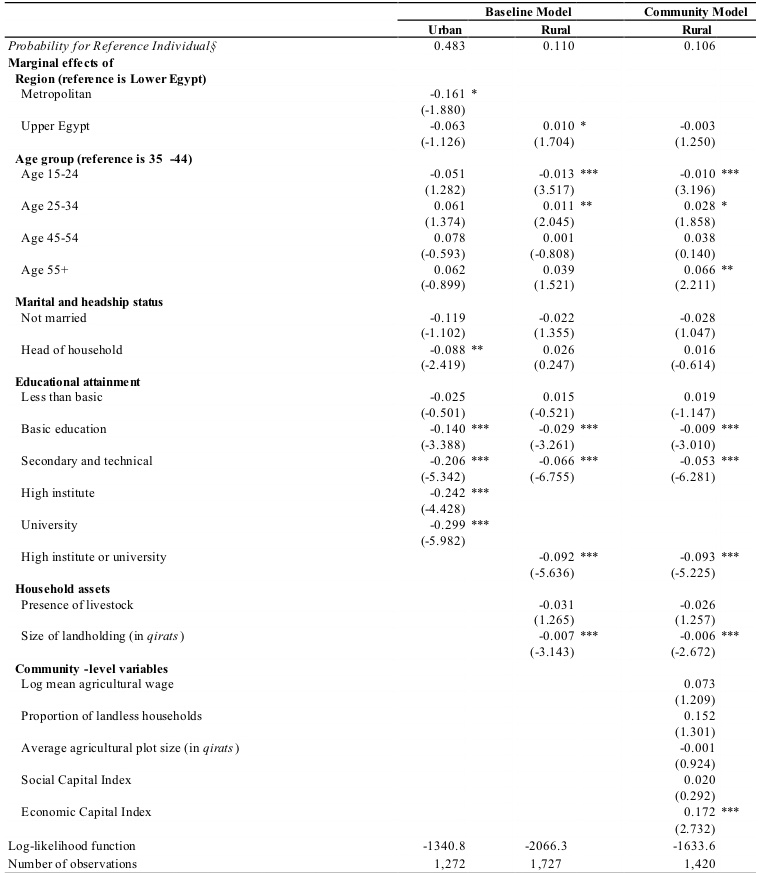 Baseline Model Community Model
Urban Rural Rural
Probability for Reference Individual§ 0.483 0.110 0.106
Marginal effects of
Region (reference is Lower Egypt)
Metropolitan -0.161 *
(-1.880)
Upper Egypt -0.063 0.010 * -0.003
(-1.126) (1.704) (1.250)
Age group (reference is 35 -44)
Age 15-24 -0.051 -0.013 *** -0.010 ***
(1.282) (3.517) (3.196)
Age 25-34 0.061 0.011 ** 0.028 *
(1.374) (2.045) (1.858)
Age 45-54 0.078 0.001 0.038
(-0.593) (-0.808) (0.140)
Age 55+ 0.062 0.039 0.066 **
(-0.899) (1.521) (2.211)
Marital and headship status
Not married -0.119 -0.022 -0.028
(-1.102) (1.355) (1.047)
Head of household -0.088 ** 0.026 0.016
(-2.419) (0.247) (-0.614)
Educational attainment
Less than basic -0.025 0.015 0.019
(-0.501) (-0.521) (-1.147)
Basic education -0.140 *** -0.029 *** -0.009 ***
(-3.388) (-3.261) (-3.010)
Secondary and technical -0.206 *** -0.066 *** -0.053 ***
(-5.342) (-6.755) (-6.281)
High institute -0.242 ***
(-4.428)
University -0.299 ***
(-5.982)
High institute or university -0.092 *** -0.093 ***
(-5.636) (-5.225)
Household assets
Presence of livestock -0.031 -0.026
(1.265) (1.257)
Size of landholding (in qirats) -0.007 *** -0.006 ***
(-3.143) (-2.672)
Community -level variables
Log mean agricultural wage 0.073
(1.209)
Proportion of landless households 0.152
(1.301)
Average agricultural plot size (in qirats) -0.001
(0.924)
Social Capital Index 0.020
(0.292)
Economic Capital Index 0.172 ***
(2.732)
Log-likelihood function -1340.8 -2066.3 -1633.6
Number of observations 1,272 1,727 1,420